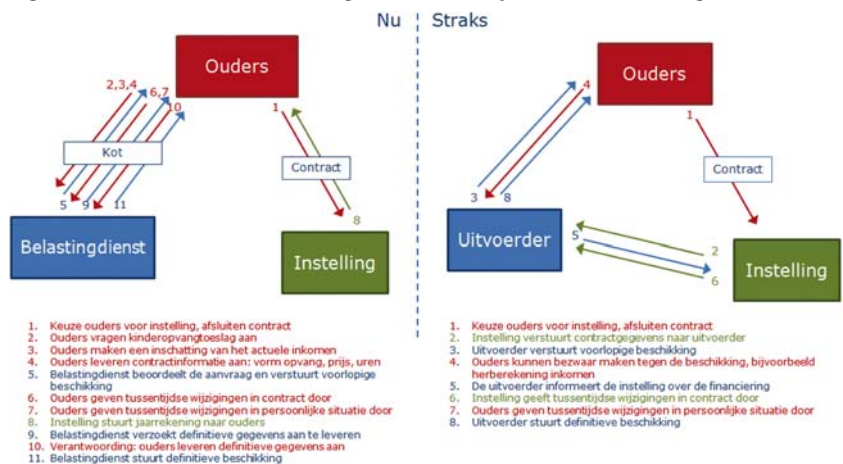 Nu
Straks
Ouders
2,3,4
6,7
10
1
Kot
Contract
5
9
11
8
Belastingdienst
Instelling
Ouders
4
1
Contract
3
8
5
2
6
Uitvoerder
Instelling
1. Keuze ouders voor instelling, afsluiten contract
2. Ouders vragen kinderopvangtoeslag aan
3. Ouders maken een inschatting van het actuele inkomen
4. Ouders leveren contractinformatie aan: vorm opvang, prijs, uren
5. Belastingdienst beoordeelt de aanvraag en verstuurt voorlopige
beschikking
6. Ouders geven tussentijdse wijzigingen in contract door
7. Ouders geven tussentijdse wijzigingen in persoonlijke situatie door
8. Instelling stuurt jaarrekening naar ouders
9. Belastingdienst verzoekt definitieve gegevens aan te leveren
10. Verantwoording: ouders leveren definitieve gegevens aan
11. Belastingdienst stuurt definitieve beschikking
1. Keuze ouders voor instelling, afsluiten contract
2. Instelling verstuurt contractgegevens naar uitvoerder
3. Uitvoerder verstuurt voorlopige beschikking
4. Ouders kunnen bezwaar maken tegen de beschikking, bijvoorbeeld
herberekening inkomen
5. De uitvoerder informeert de instelling over de financiering
6. Instelling geeft tussentijdse wijzigingen in contract door
7. Ouders geven tussentijdse wijzigingen in persoonlijke situatie door
8. Uitvoerder stuurt definitieve beschikking